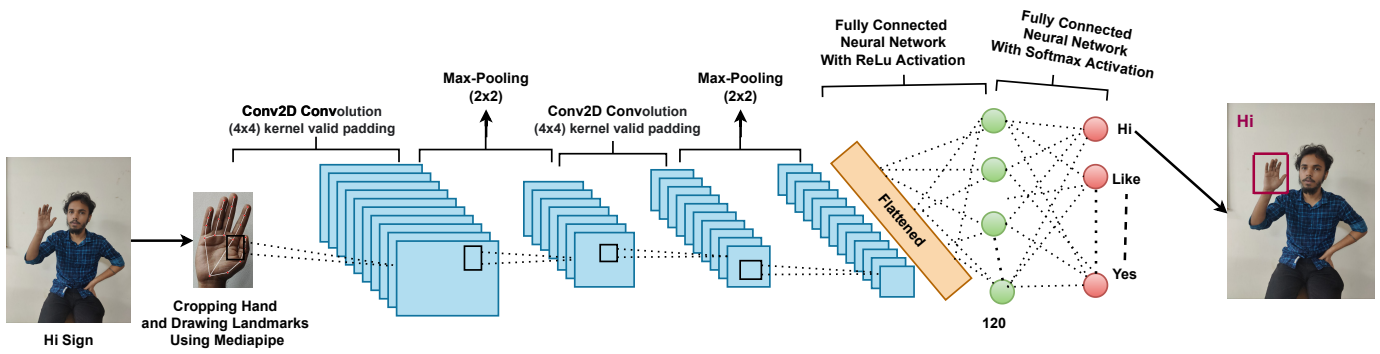 Hi Sign
Cropping Hand
and Drawing Landmarks
Using Mediapipe
Conv2D Convolution
(4x4) kernel valid padding
Max-Pooling
(2x2)
Conv2D Convolution
(4x4) kernel valid padding
Max-Pooling
(2x2)
Flattened
Fully Connected
Neural Network
With ReLu Activation
120
Fully Connected
Neural Network
With Softmax Activation
Hi
Like
Yes
Hi